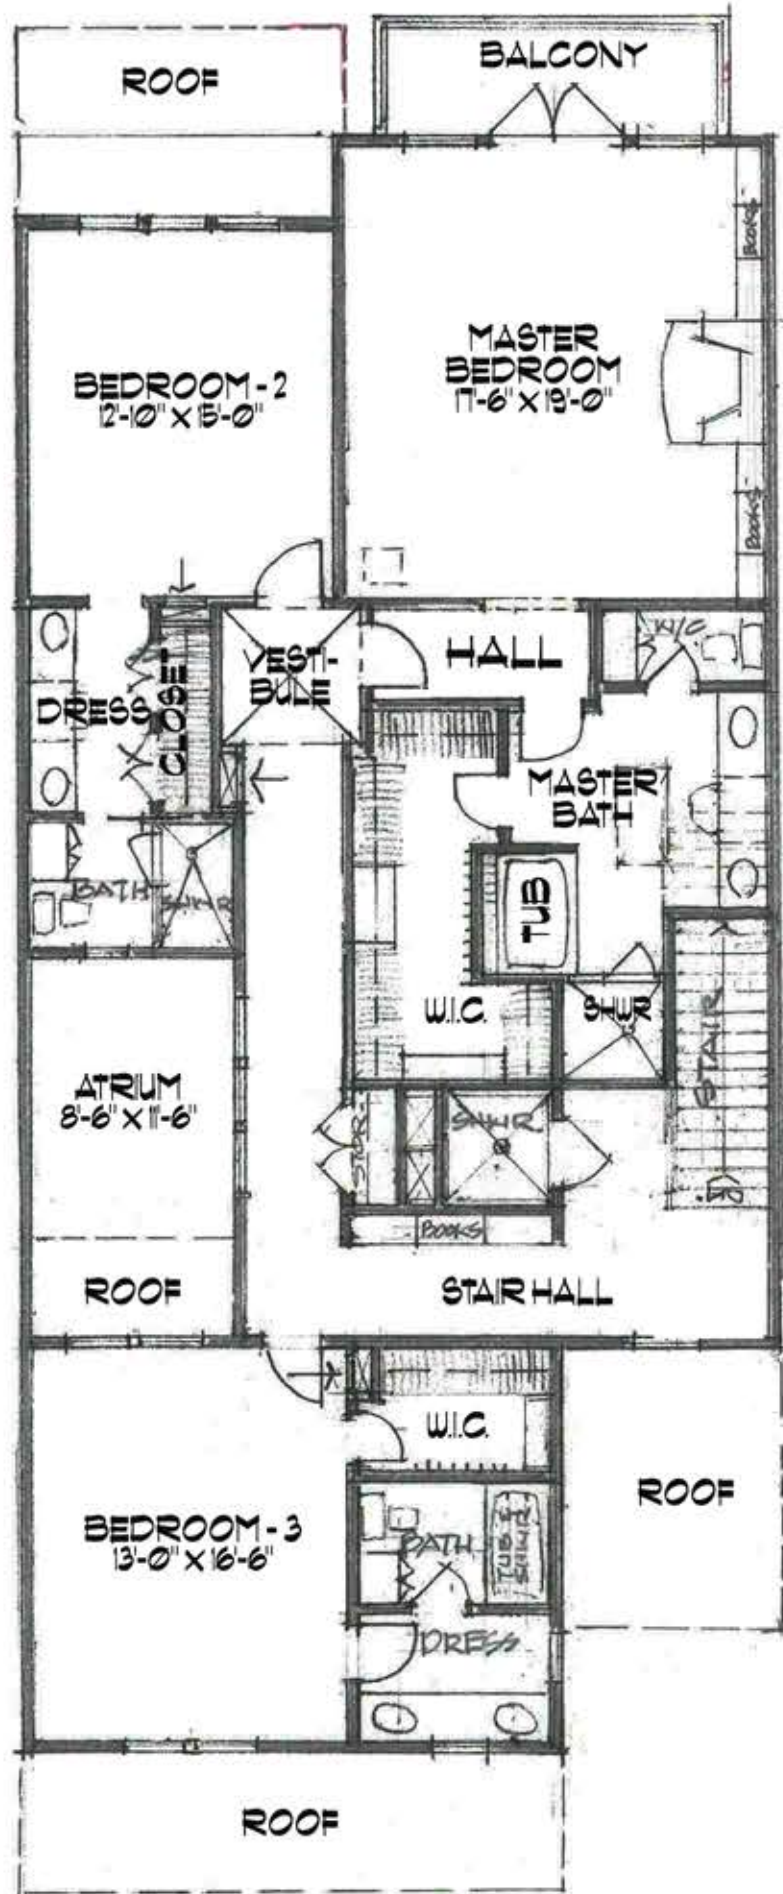 ROOF
BALCONY
BOOKS
MASTER
BEDROOM
17'-6" X 19'-0"
BEDROOM - 2
12'-10" X 15'-0"
BOOKS
VESTI-
BULE
HALL
W/C
DRESS
CLOSET
MASTER
BATH
BATH
SHWR
TUB
W.I.C.
SHWR
STAIR
ATRIUM
8'-6" X 11'-6"
STOR.
SHWR
BOOKS
ROOF
STAIR HALL
W.I.C.
ROOF
BEDROOM - 3
13'-0" X 16'-6"
BATH
TUB &
SHWR
DRESS
ROOF